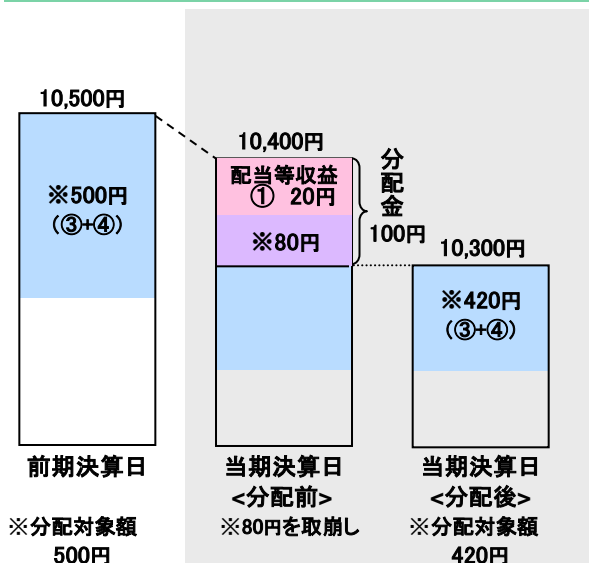 10,500円
※500円
（③+④）
前期決算日
※分配対象額
500円
10,400円
配当等収益
① 20円
※80円
分配金
100円
当期決算日
<分配前>
※80円を取崩し
10,300円
※420円
（③+④）
当期決算日
<分配後>
※分配対象額
420円